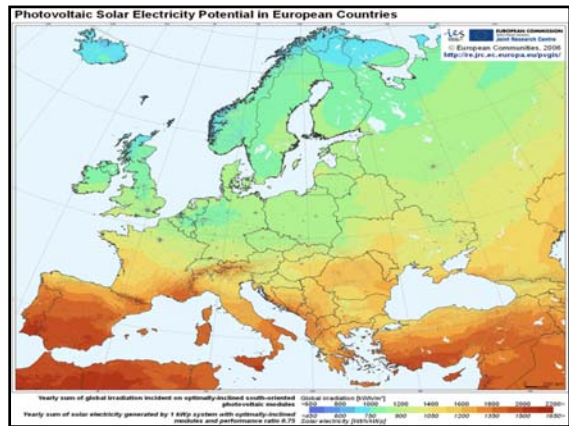 Photovoltaic Solar Electricity Potential in European Countries
EUROPEAN COMMISSION
Joint Research Centre
© European Communities, 2006
http://re.jrc.ec.europa.eu/pvgis/
Yearly sum of global irradiation incident on optimally-inclined south-oriented
photovoltaic modules
Global irradiation [kWh/m²]
<600 800 1000 1200 1400 1600 1800 2000 2200>
Yearly sum of solar electricity generated by 1 kWp system with optimally-inclined
modules and performance ratio 0.75
<450 600 750 900 1050 1200 1350 1500 1650>
Solar electricity [kWh/kWp]